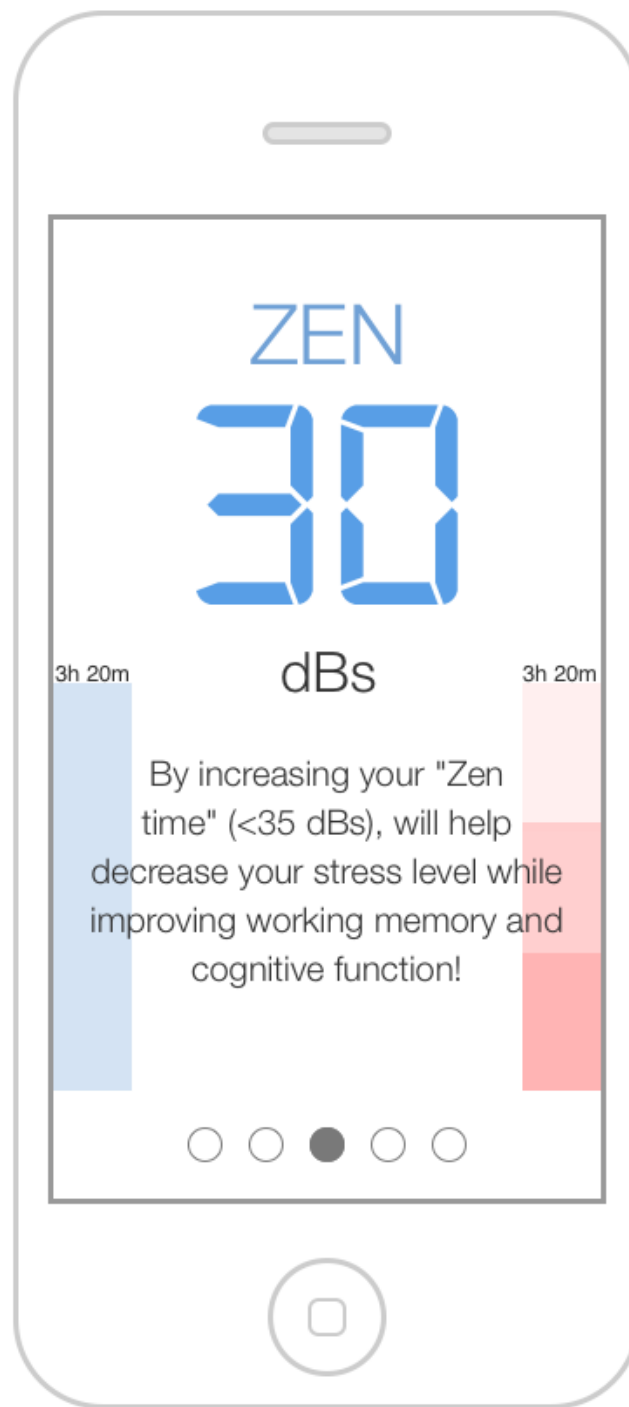 ZEN
30
dBs
3h 20m
3h 20m
By increasing your "Zen
time" (<35 dBs), will help
decrease your stress level while
improving working memory and
cognitive function!